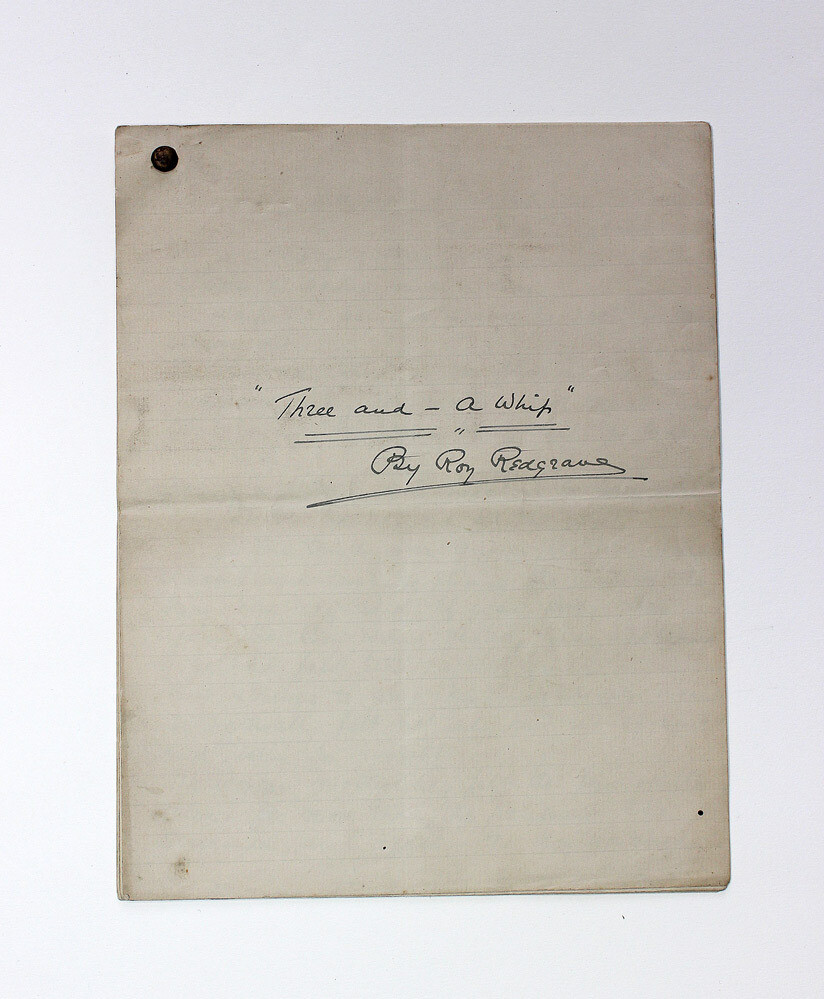 "Three and – A Whip"
By Roy Redgrave